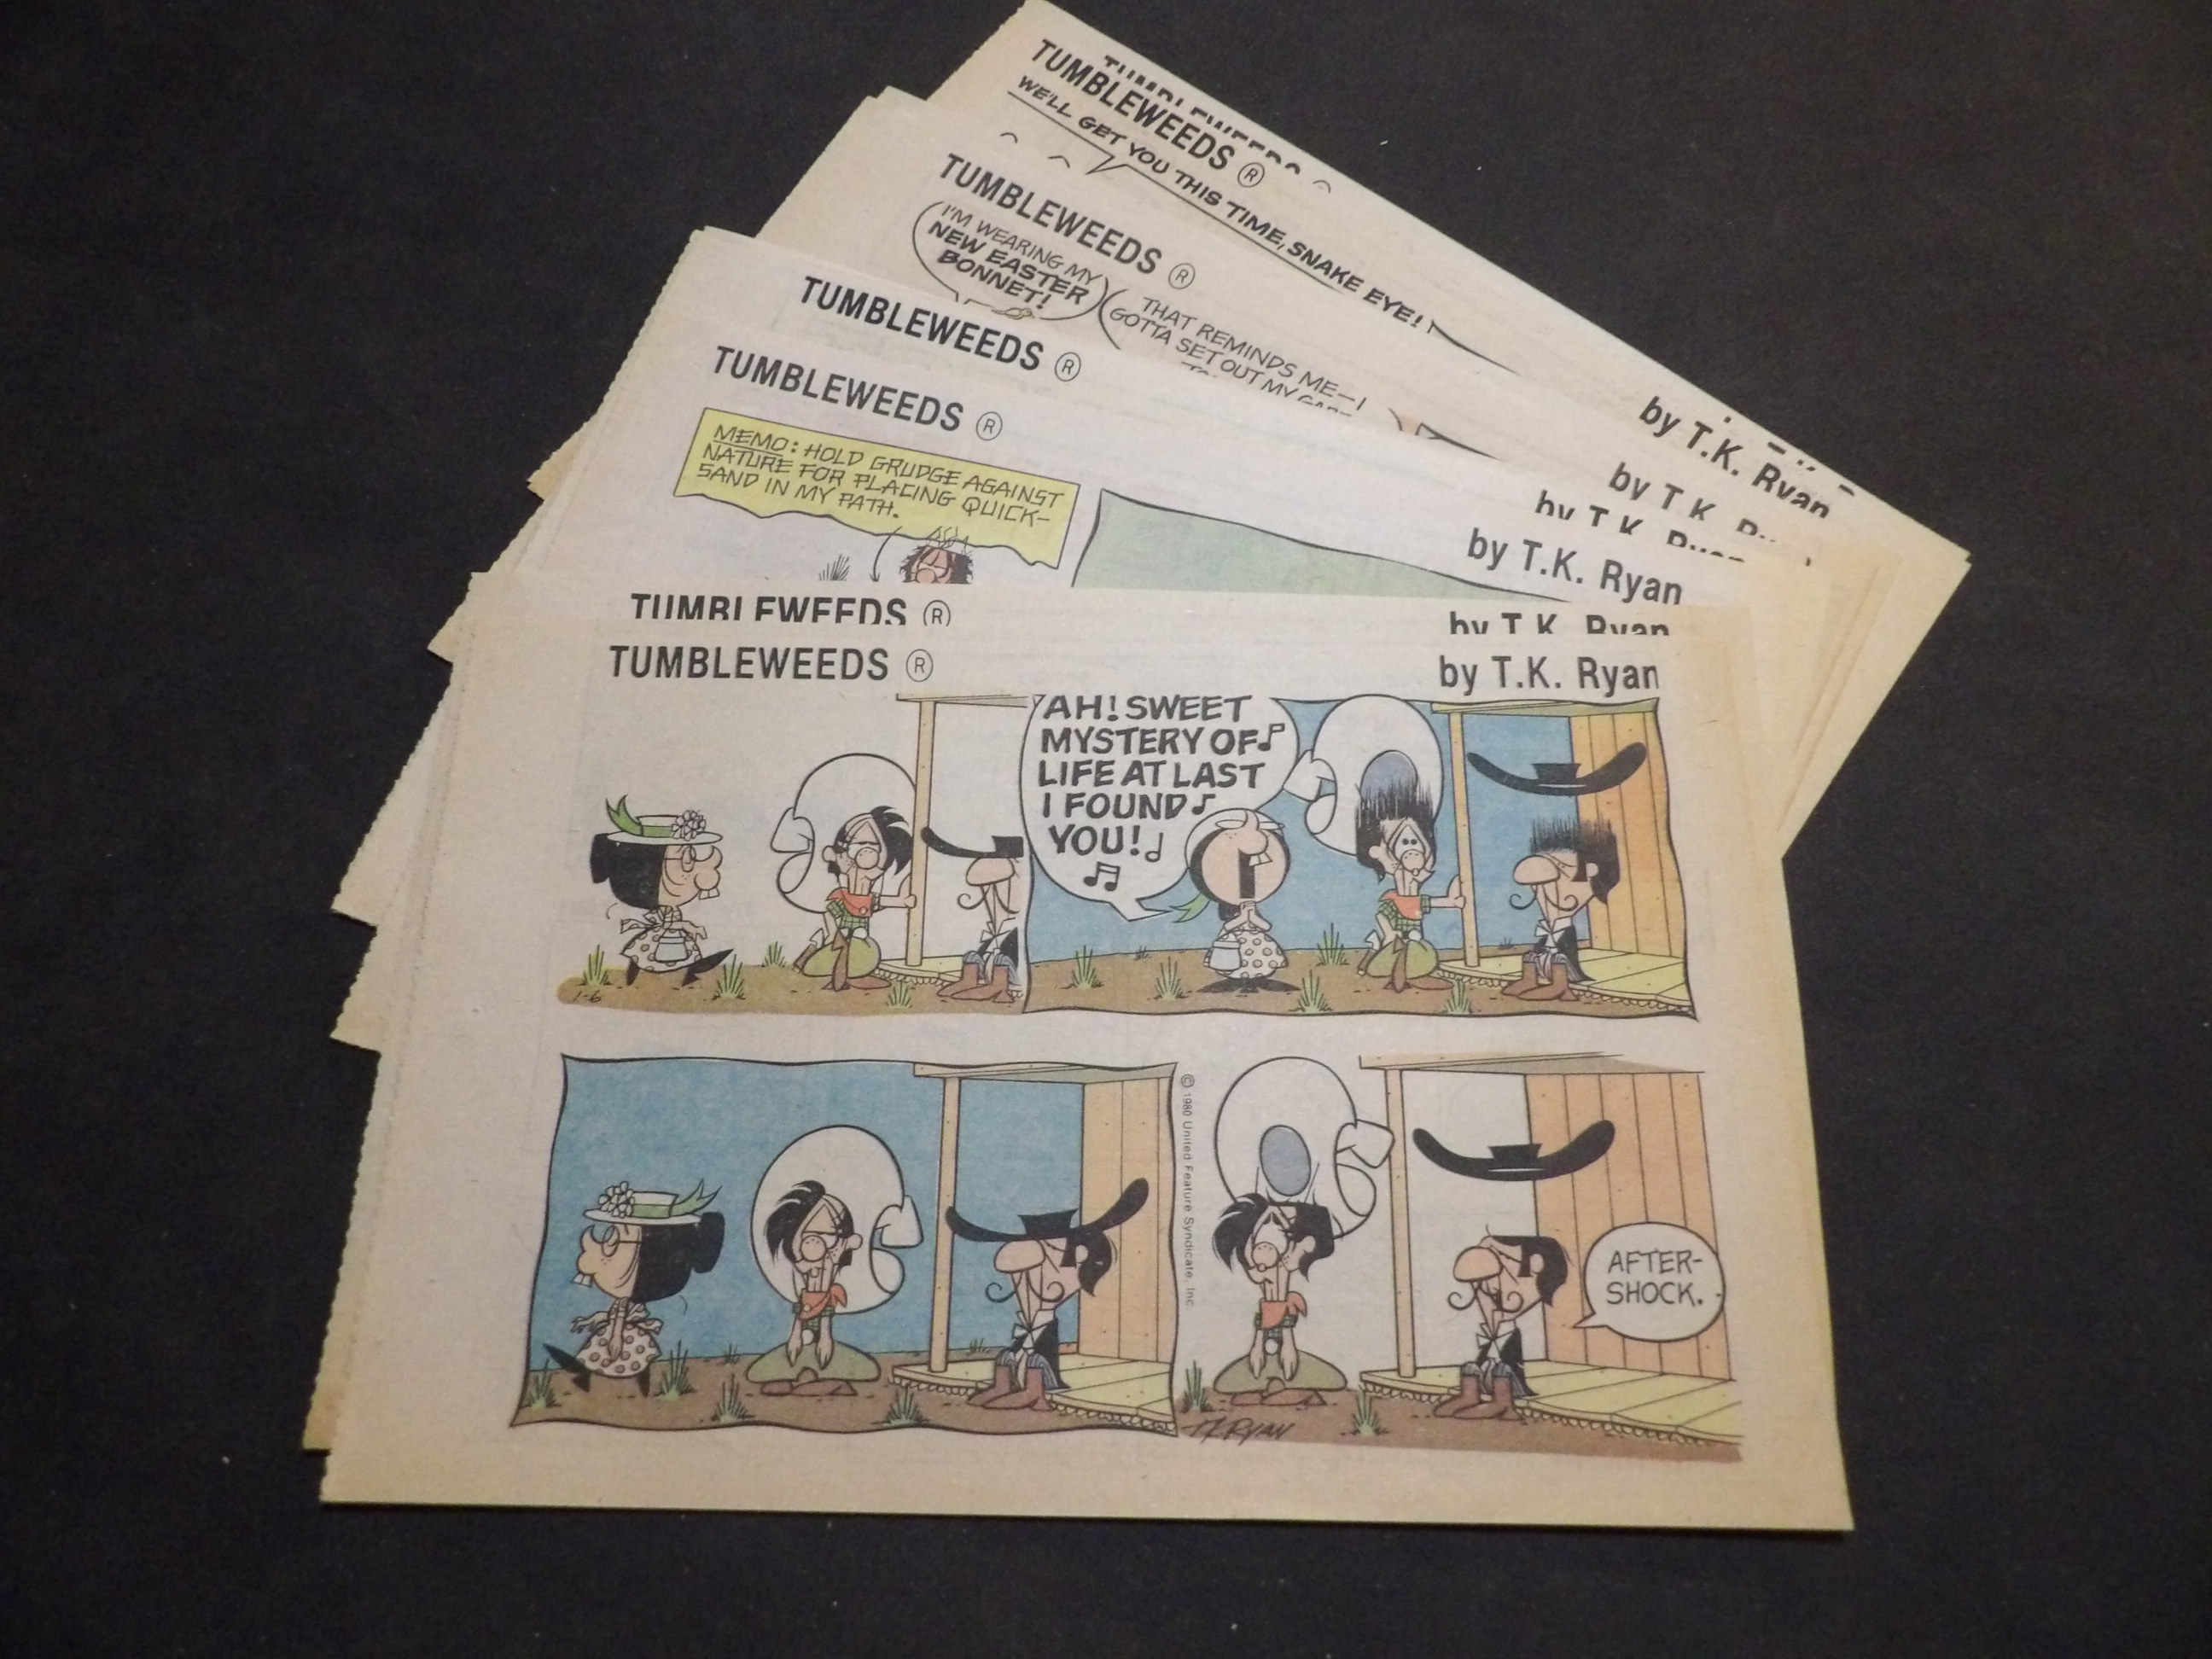 TUMBLEWEEDS ®
WE'LL GET YOU THIS TIME, SNAKE EYE!
by T.K. Ryan
TUMBLEWEEDS ®
I'M WEARING MY
NEW EASTER
BONNET!
THAT REMINDS ME—I
GOTTA SET OUT MY
by T.K.
TUMBLEWEEDS ®
by T.K. Ryan
TUMBLEWEEDS ®
by T.K. Ryan
MEMO: HOLD GRUDGE AGAINST
NATURE FOR PLACING QUICK-
SAND IN MY PATH.
TUMBLEWEEDS ®
by T.K. Ryan
TUMBLEWEEDS ®
by T.K. Ryan
AH! SWEET
MYSTERY OF
LIFE AT LAST
I FOUND
YOU!
1-6
© 1980 United Feature Syndicate, Inc.
AFTER-
SHOCK.
T.K. RYAN